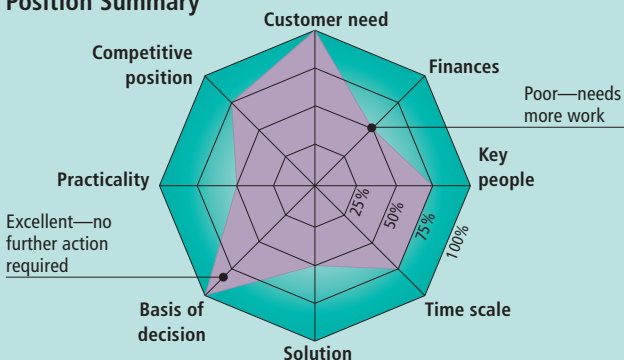 Position Summary
Customer need
Competitive
position
Finances
Poor—needs
more work
Key
people
Practicality
25%
50%
75%
100%
Excellent—no
further action
required
Basis of
decision
Time scale
Solution